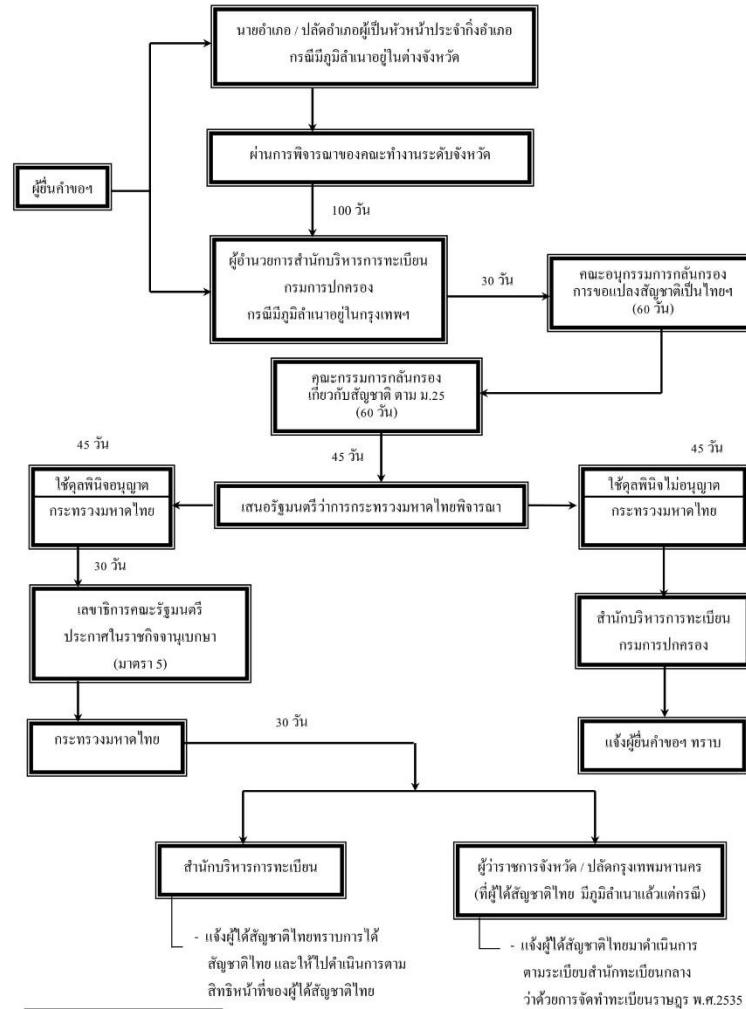 นายอำเภอ / ปลัดอำเภอผู้เป็นหัวหน้าประจำกิ่งอำเภอ
กรณีมีภูมิลำเนาอยู่ในต่างจังหวัด
ผ่านการพิจารณาของคณะทำงานระดับจังหวัด
ผู้ยื่นคำขอฯ
100 วัน
ผู้อำนวยการสำนักบริหารการทะเบียน
กรมการปกครอง
กรณีมีภูมิลำเนาอยู่ในกรุงเทพฯ
30 วัน
คณะอนุกรรมการกลั่นกรอง
การขอแปลงสัญชาติเป็นไทยฯ
(60 วัน)
คณะกรรมการกลั่นกรอง
เกี่ยวกับสัญชาติ ตาม ม.25
(60 วัน)
45 วัน
45 วัน
45 วัน
ใช้ดุลพินิจอนุญาต
กระทรวงมหาดไทย
เสนอรัฐมนตรีว่าการกระทรวงมหาดไทยพิจารณา
ใช้ดุลพินิจไม่อนุญาต
กระทรวงมหาดไทย
30 วัน
เลขาธิการคณะรัฐมนตรี
ประกาศในราชกิจจานุเบกษา
(มาตรา 5)
สำนักบริหารการทะเบียน
กรมการปกครอง
กระทรวงมหาดไทย
30 วัน
แจ้งผู้ยื่นคำขอฯ ทราบ
สำนักบริหารการทะเบียน
ผู้ว่าราชการจังหวัด / ปลัดกรุงเทพมหานคร
(ที่ผู้ได้สัญชาติไทย มีภูมิลำเนาแล้วแต่กรณี)
- แจ้งผู้ได้สัญชาติไทยทราบการได้
สัญชาติไทย และให้ไปดำเนินการตาม
สิทธิหน้าที่ของผู้ได้สัญชาติไทย
- แจ้งผู้ได้สัญชาติไทยมาดำเนินการ
ตามระเบียบสำนักทะเบียนกลาง
ว่าด้วยการจัดทำทะเบียนราษฎร พ.ศ.2535